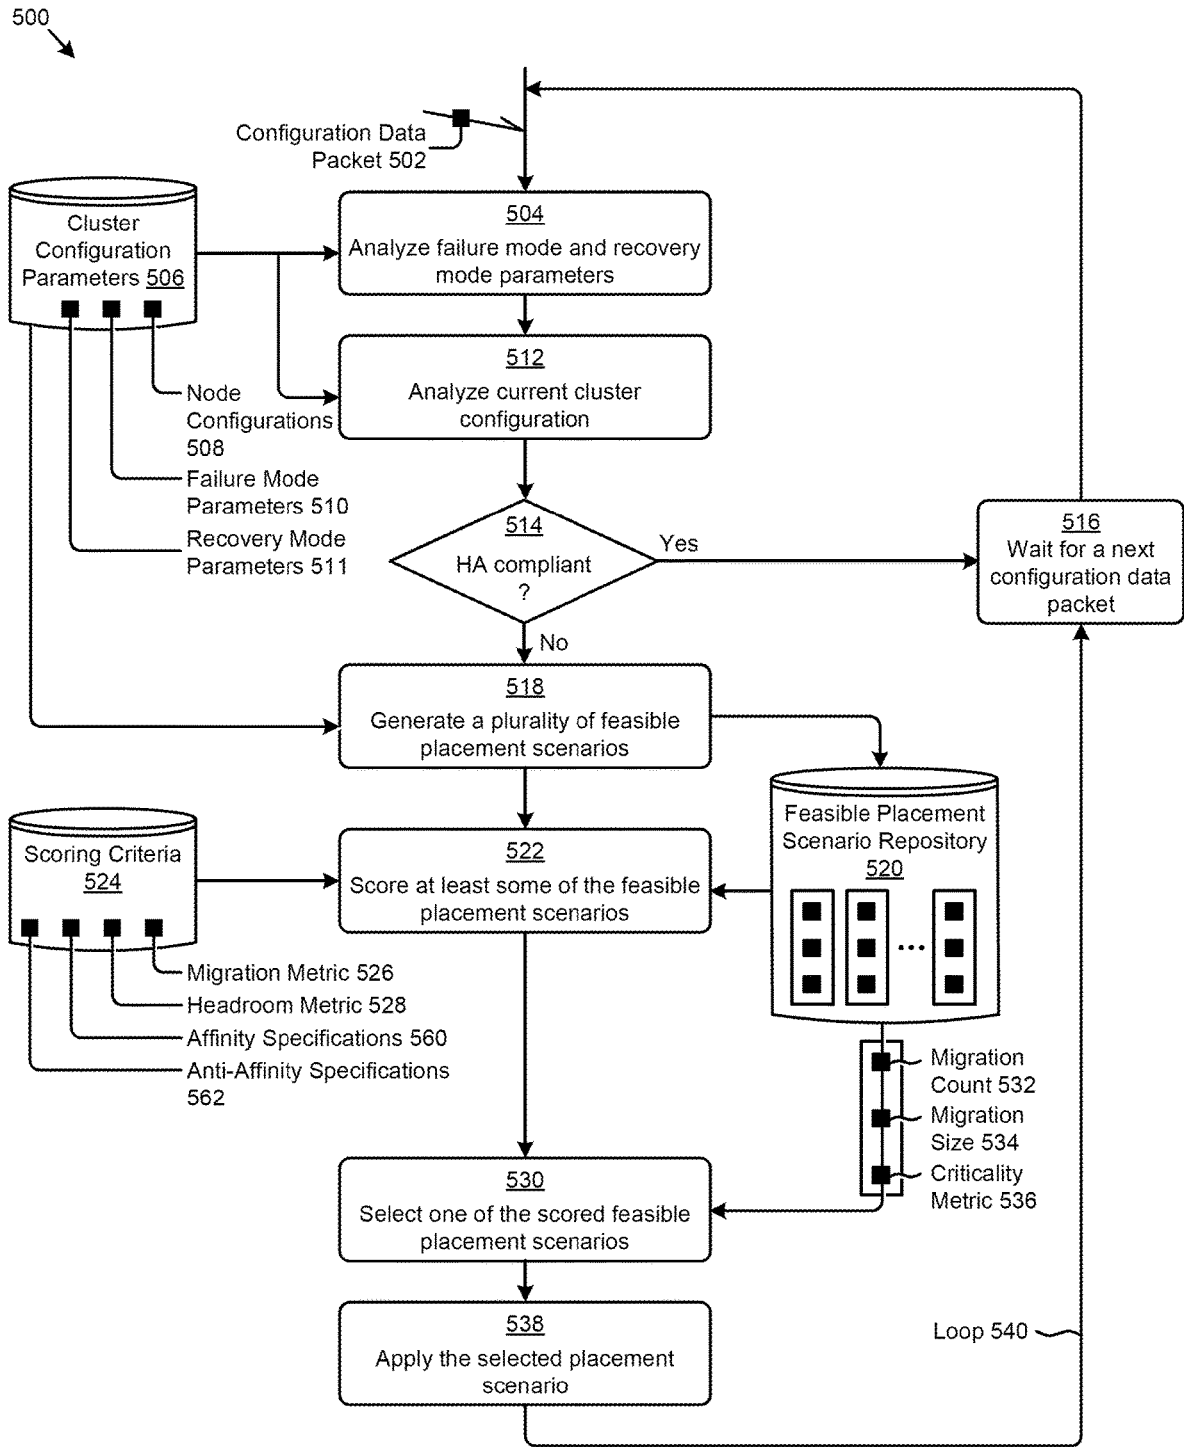 500
Configuration Data
Packet 502
Cluster
Configuration
Parameters 506
504
Analyze failure mode and recovery
mode parameters
512
Analyze current cluster
configuration
Node
Configurations
508
Failure Mode
Parameters 510
Recovery Mode
Parameters 511
514
HA compliant
?
Yes
No
516
Wait for a next
configuration data
packet
518
Generate a plurality of feasible
placement scenarios
Feasible Placement
Scenario Repository
520
...
Scoring Criteria
524
522
Score at least some of the feasible
placement scenarios
Migration Metric 526
Headroom Metric 528
Affinity Specifications 560
Anti-Affinity Specifications
562
Migration
Count 532
Migration
Size 534
Criticality
Metric 536
530
Select one of the scored feasible
placement scenarios
538
Apply the selected placement
scenario
Loop 540